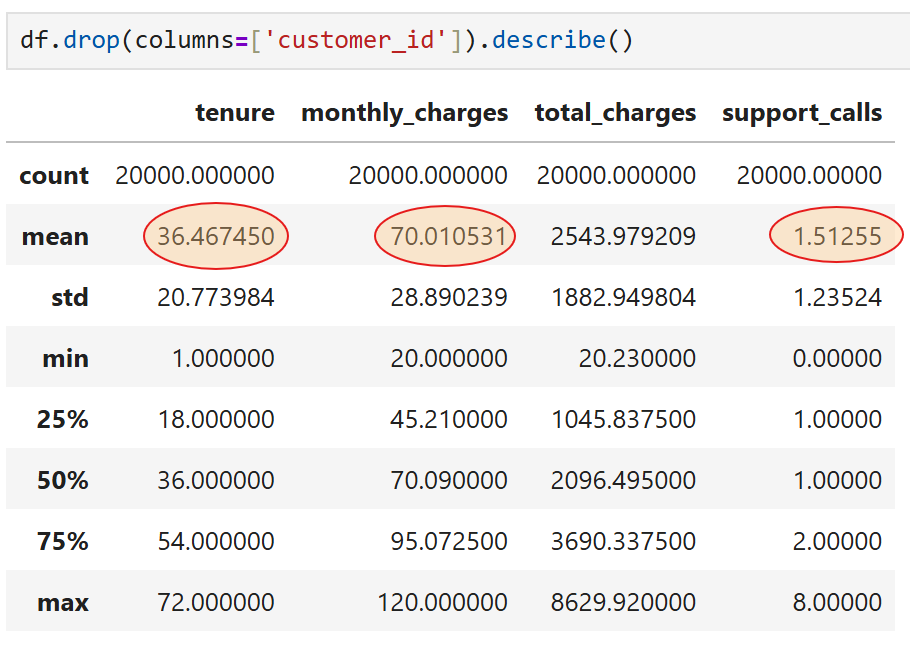 df.drop(columns=['customer_id']).describe()
tenure monthly_charges total_charges support_calls
count 20000.000000 20000.000000 20000.000000 20000.00000
mean 36.467450 70.010531 2543.979209 1.51255
std 20.773984 28.890239 1882.949804 1.23524
min 1.000000 20.000000 20.230000 0.00000
25% 18.000000 45.210000 1045.837500 1.00000
50% 36.000000 70.090000 2096.495000 1.00000
75% 54.000000 95.072500 3690.337500 2.00000
max 72.000000 120.000000 8629.920000 8.00000